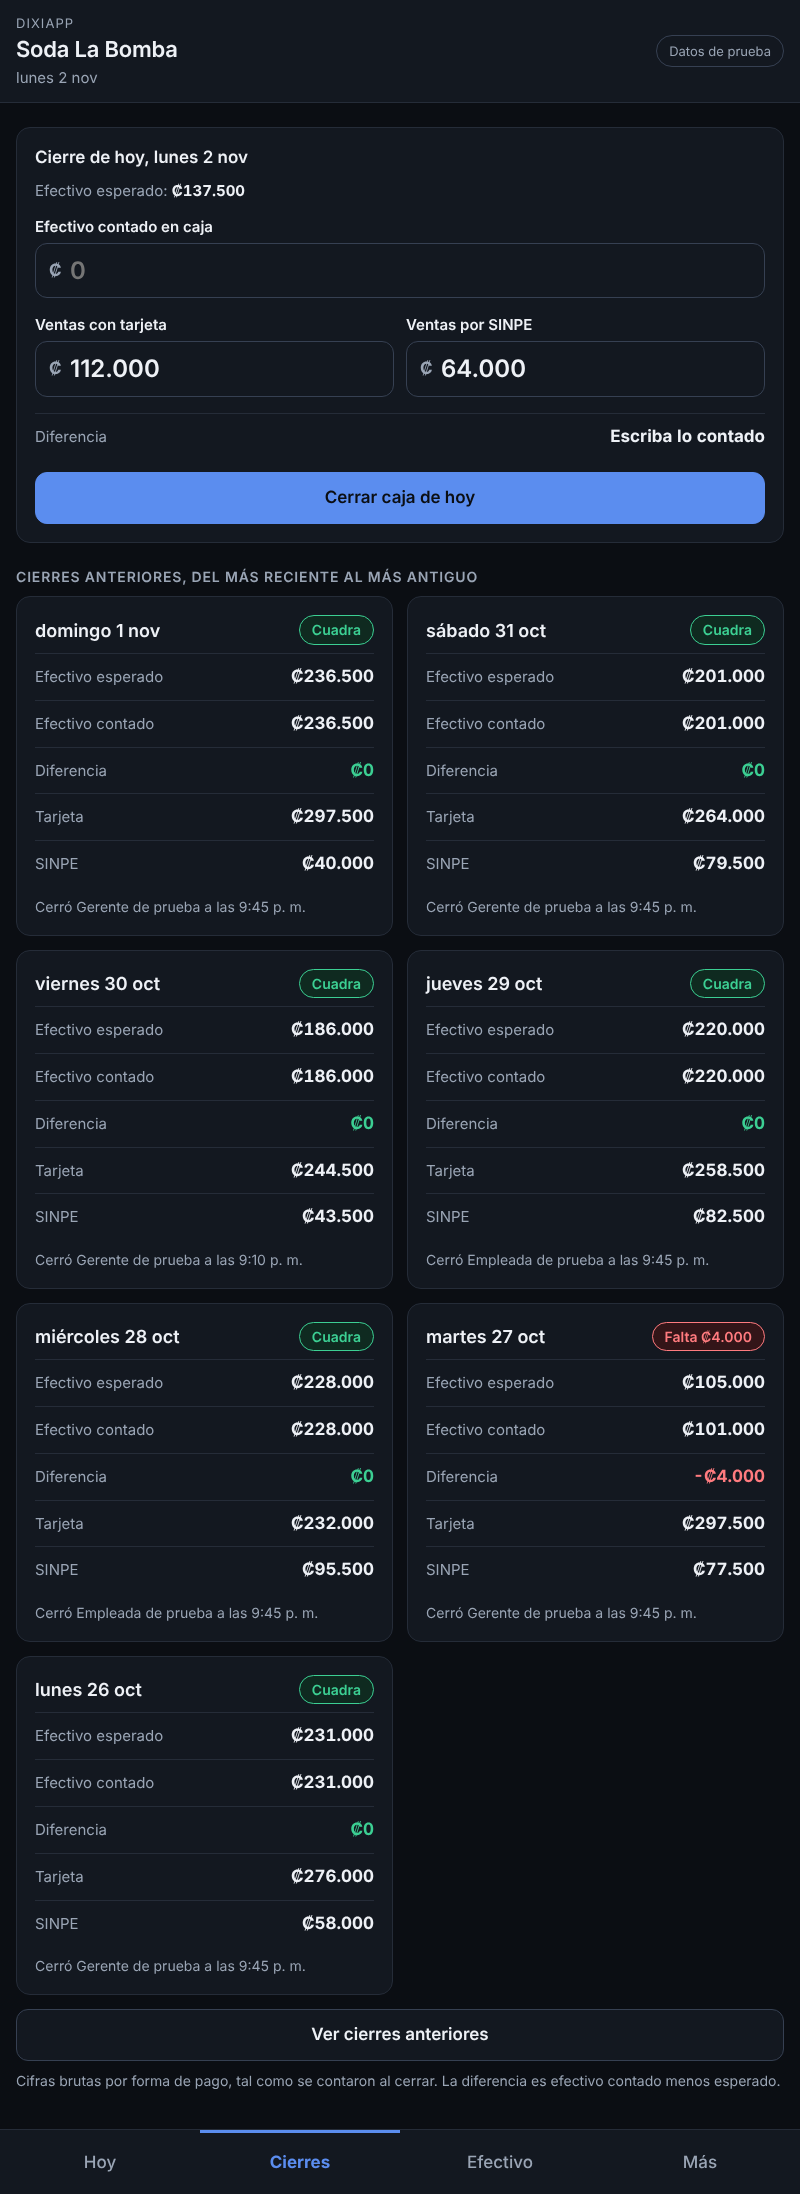 DIXIAPP
Soda La Bomba
lunes 2 nov
Datos de prueba
Cierre de hoy, lunes 2 nov
Efectivo esperado: ₡137.500
Efectivo contado en caja
₡ 0
Ventas con tarjeta
₡ 112.000
Ventas por SINPE
₡ 64.000
Diferencia
Escriba lo contado
Cerrar caja de hoy
CIERRES ANTERIORES, DEL MÁS RECIENTE AL MÁS ANTIGUO
domingo 1 nov
Cuadra
Efectivo esperado ₡236.500
Efectivo contado ₡236.500
Diferencia ₡0
Tarjeta ₡297.500
SINPE ₡40.000
Cerró Gerente de prueba a las 9:45 p. m.
sábado 31 oct
Cuadra
Efectivo esperado ₡201.000
Efectivo contado ₡201.000
Diferencia ₡0
Tarjeta ₡264.000
SINPE ₡79.500
Cerró Gerente de prueba a las 9:45 p. m.
viernes 30 oct
Cuadra
Efectivo esperado ₡186.000
Efectivo contado ₡186.000
Diferencia ₡0
Tarjeta ₡244.500
SINPE ₡43.500
Cerró Gerente de prueba a las 9:10 p. m.
jueves 29 oct
Cuadra
Efectivo esperado ₡220.000
Efectivo contado ₡220.000
Diferencia ₡0
Tarjeta ₡258.500
SINPE ₡82.500
Cerró Empleada de prueba a las 9:45 p. m.
miércoles 28 oct
Cuadra
Efectivo esperado ₡228.000
Efectivo contado ₡228.000
Diferencia ₡0
Tarjeta ₡232.000
SINPE ₡95.500
Cerró Empleada de prueba a las 9:45 p. m.
martes 27 oct
Falta ₡4.000
Efectivo esperado ₡105.000
Efectivo contado ₡101.000
Diferencia -₡4.000
Tarjeta ₡297.500
SINPE ₡77.500
Cerró Gerente de prueba a las 9:45 p. m.
lunes 26 oct
Cuadra
Efectivo esperado ₡231.000
Efectivo contado ₡231.000
Diferencia ₡0
Tarjeta ₡276.000
SINPE ₡58.000
Cerró Gerente de prueba a las 9:45 p. m.
Ver cierres anteriores
Cifras brutas por forma de pago, tal como se contaron al cerrar. La diferencia es efectivo contado menos esperado.
Hoy
Cierres
Efectivo
Más